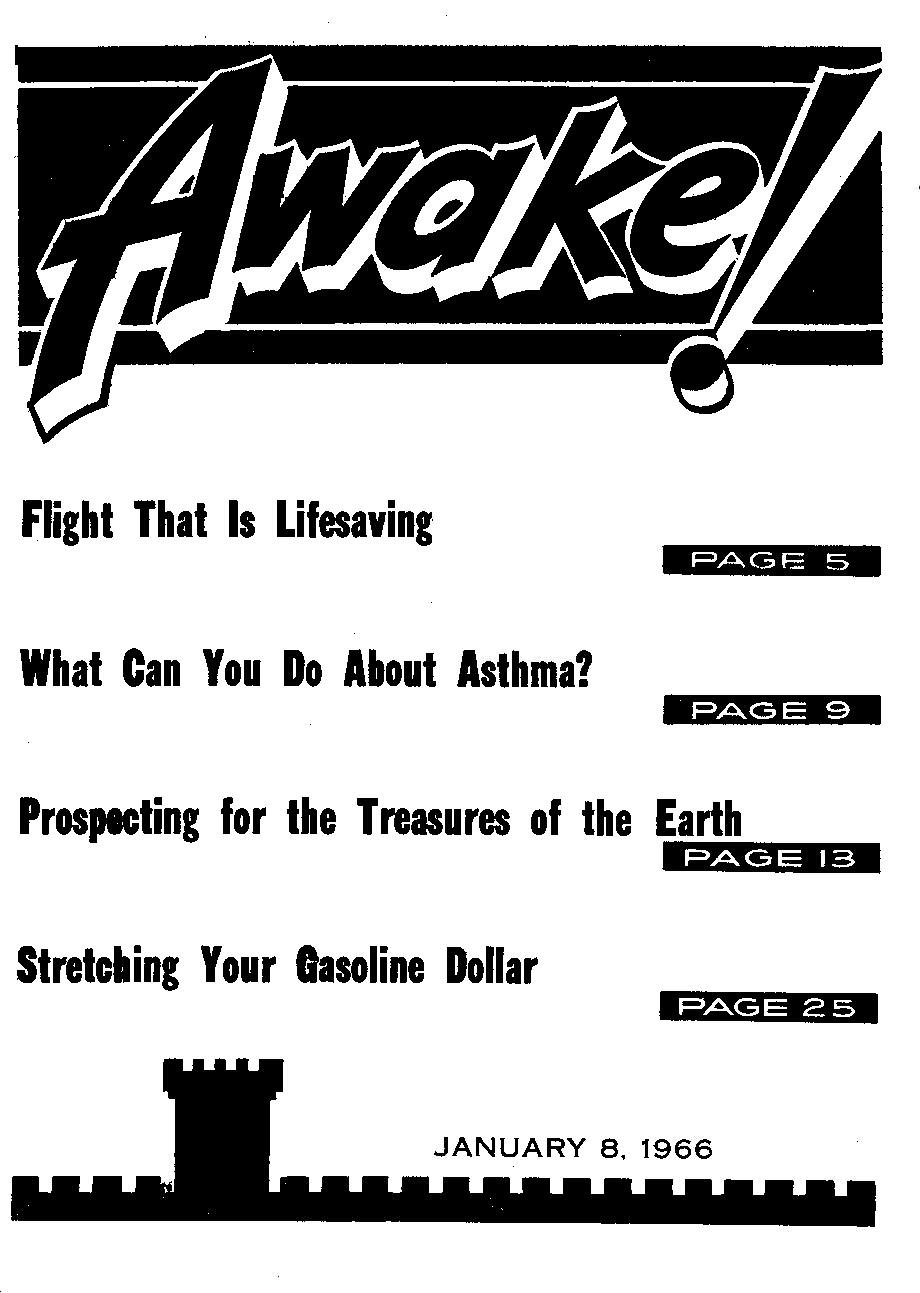 Awake!
Flight That Is Lifesaving
PAGE 5
What Can You Do About Asthma?
PAGE 9
Prospecting for the Treasures of the Earth
PAGE 13
Stretching Your Gasoline Dollar
PAGE 25
JANUARY 8, 1966